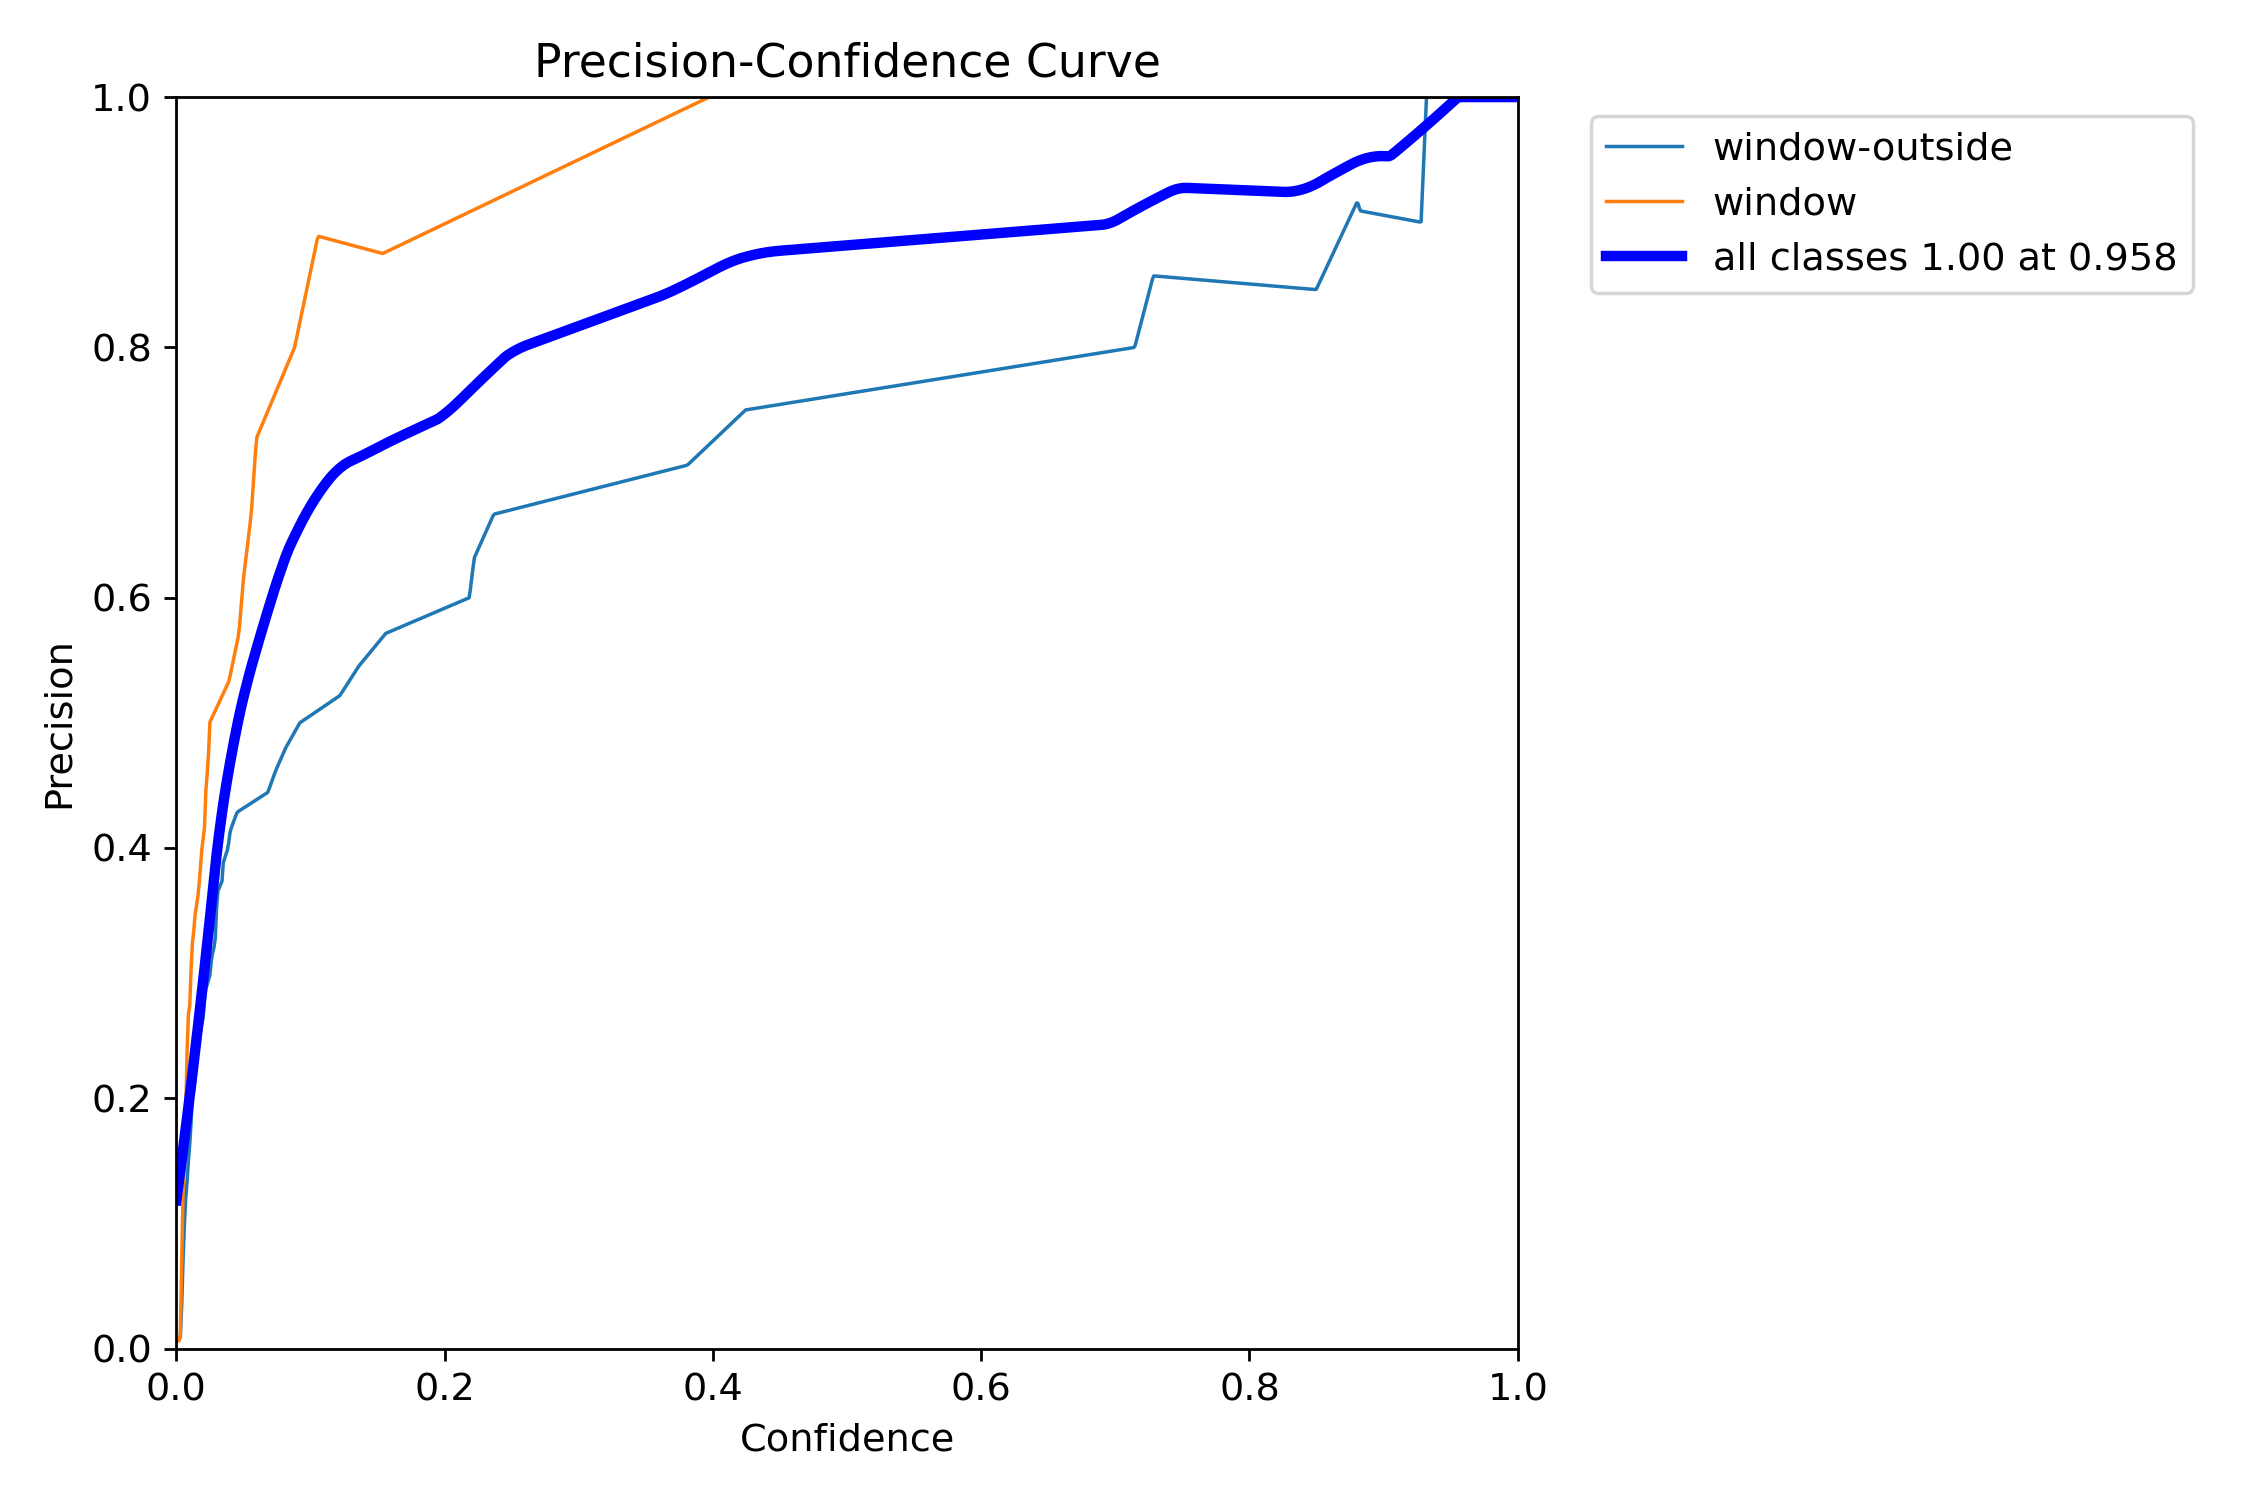 Precision-Confidence Curve
1.0
0.8
0.6
0.4
0.2
0.0
Precision
0.0 0.2 0.4 0.6 0.8 1.0
Confidence
window-outside
window
all classes 1.00 at 0.958